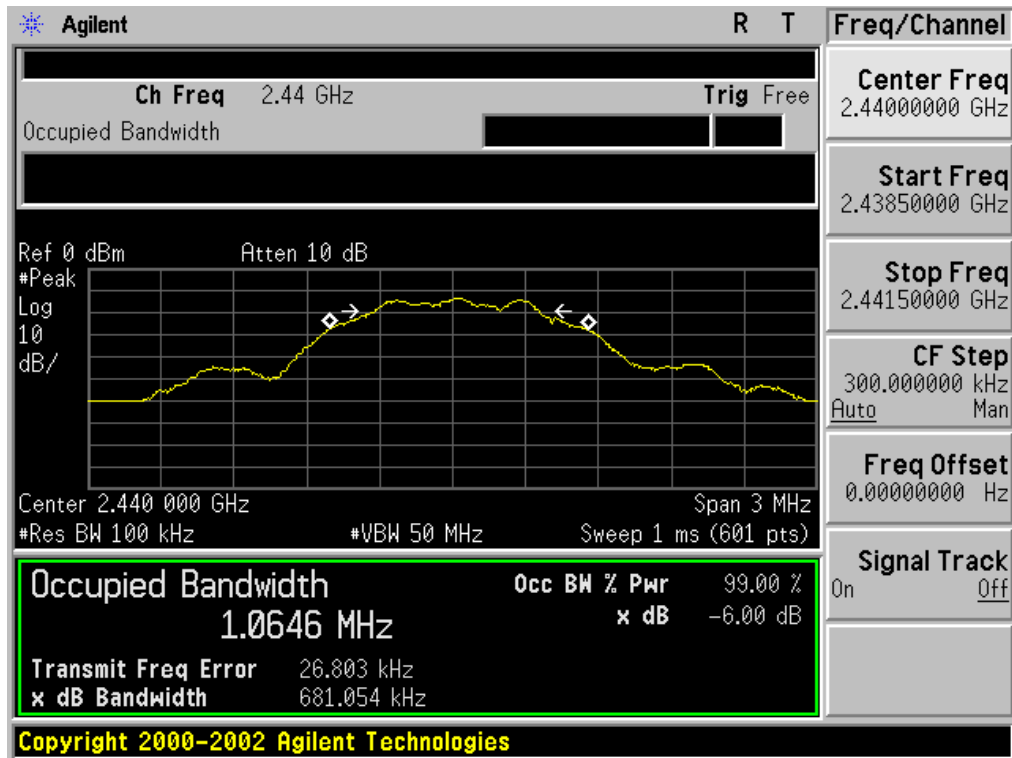 Agilent R T
Freq/Channel
Ch Freq 2.44 GHz Trig Free
Occupied Bandwidth
Center Freq
2.44000000 GHz
Start Freq
2.43850000 GHz
Stop Freq
2.44150000 GHz
CF Step
300.000000 kHz
Auto Man
Freq Offset
0.00000000 Hz
Signal Track
On Off
Ref 0 dBm Atten 10 dB
#Peak
Log
10
dB/
Center 2.440 000 GHz Span 3 MHz
#Res BW 100 kHz #VBW 50 MHz Sweep 1 ms (601 pts)
Occupied Bandwidth Occ BW % Pwr 99.00 %
1.0646 MHz x dB -6.00 dB
Transmit Freq Error 26.803 kHz
x dB Bandwidth 681.054 kHz
Copyright 2000-2002 Agilent Technologies